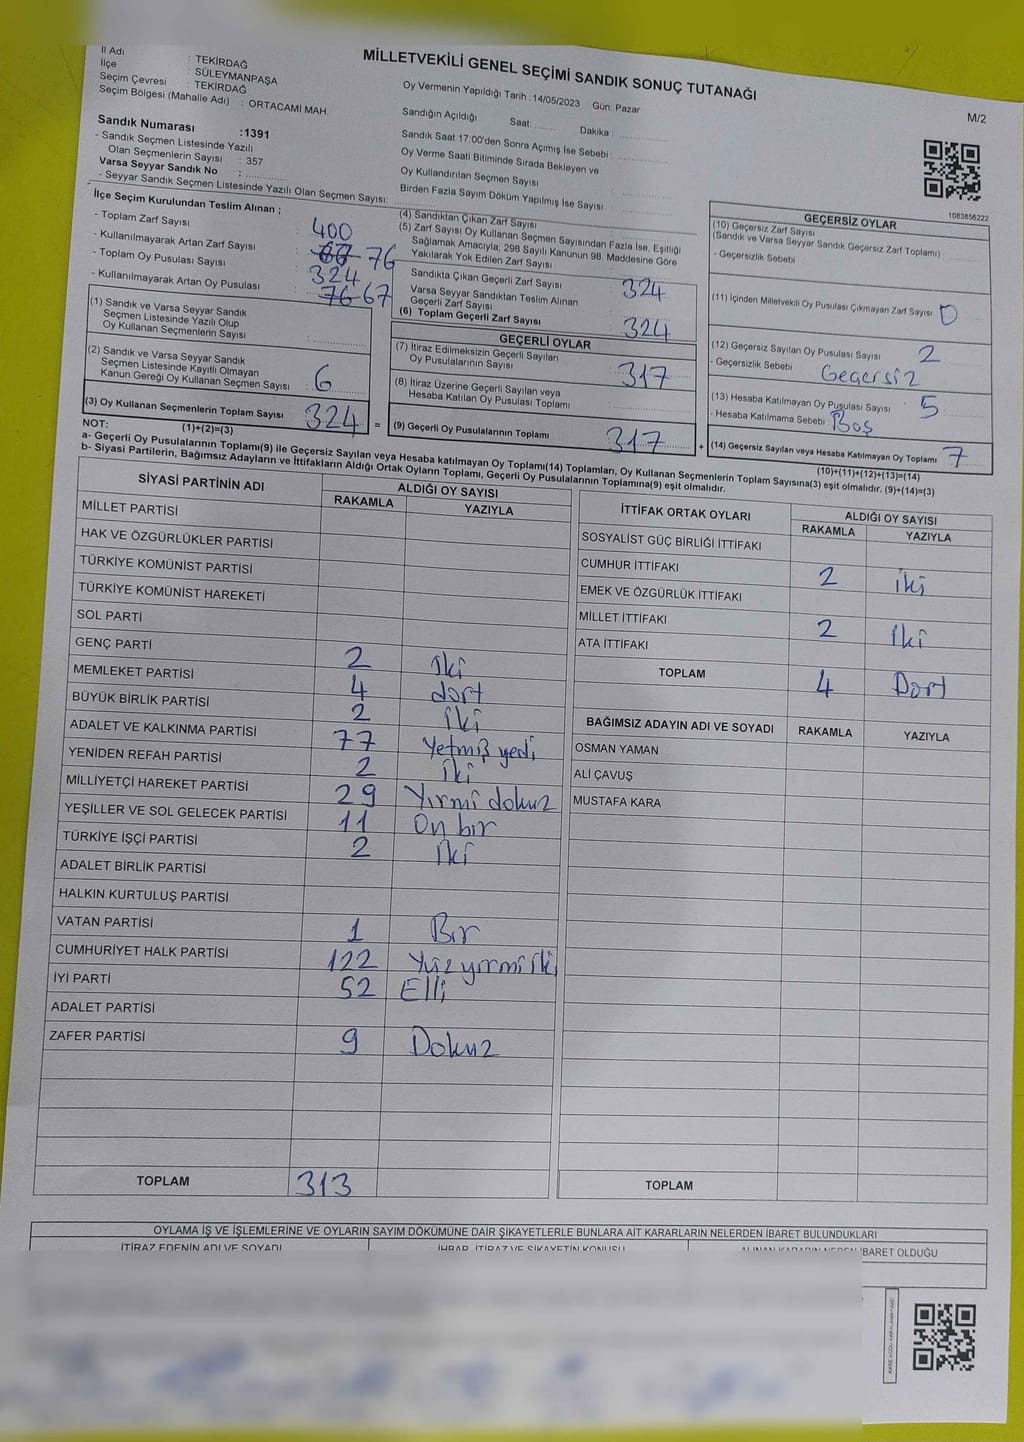 MİLLETVEKİLİ GENEL SEÇİMİ SANDIK SONUÇ TUTANAĞI
M/2
İl Adı : TEKİRDAĞ
İlçe : SÜLEYMANPAŞA
Seçim Çevresi : TEKİRDAĞ
Seçim Bölgesi (Mahalle Adı) : ORTACAMİ MAH.
Sandık Numarası :1391
- Sandık Seçmen Listesinde Yazılı
Olan Seçmenlerin Sayısı : 357
Varsa Seyyar Sandık No :
- Seyyar Sandık Seçmen Listesinde Yazılı Olan Seçmen Sayısı:
Oy Vermenin Yapıldığı Tarih : 14/05/2023 Gün: Pazar
Sandığın Açıldığı Saat: Dakika :
Sandık Saat 17:00'den Sonra Açımış İse Sebebi :
Oy Verme Saati Bitiminde Sırada Bekleyen ve
Oy Kullandırılan Seçmen Sayısı
Birden Fazla Sayım Döküm Yapılmış İse Sayısı
1083856222
İlçe Seçim Kurulundan Teslim Alınan ;
- Toplam Zarf Sayısı : 400
- Kullanılmayarak Artan Zarf Sayısı : 76
- Toplam Oy Pusulası Sayısı : 324
- Kullanılmayarak Artan Oy Pusulası : 76 67
(1) Sandık ve Varsa Seyyar Sandık
Seçmen Listesinde Yazılı Olup
Oy Kullanan Seçmenlerin Sayısı :
(2) Sandık ve Varsa Seyyar Sandık
Seçmen Listesinde Kayıtlı Olmayan
Kanun Gereği Oy Kullanan Seçmen Sayısı : 6
(3) Oy Kullanan Seçmenlerin Toplam Sayısı : 324
(1)+(2)=(3)
(4) Sandıktan Çıkan Zarf Sayısı
(5) Zarf Sayısı Oy Kullanan Seçmen Sayısından Fazla İse, Eşitliği
Sağlamak Amacıyla; 298 Sayılı Kanunun 98. Maddesine Göre
Yakılarak Yok Edilen Zarf Sayısı
Sandıkta Çıkan Geçerli Zarf Sayısı : 324
Varsa Seyyar Sandıktan Teslim Alınan
Geçerli Zarf Sayısı
(6) Toplam Geçerli Zarf Sayısı : 324
GEÇERLİ OYLAR
(7) İtiraz Edilmeksizin Geçerli Sayılan
Oy Pusulalarının Sayısı : 317
(8) İtiraz Üzerine Geçerli Sayılan veya
Hesaba Katılan Oy Pusulası Toplamı :
= (9) Geçerli Oy Pusulalarının Toplamı : 317 +
GEÇERSİZ OYLAR
(10) Geçersiz Zarf Sayısı
(Sandık ve Varsa Seyyar Sandık Geçersiz Zarf Toplamı) :
- Geçersizlik Sebebi
(11) İçinden Milletvekili Oy Pusulası Çıkmayan Zarf Sayısı : 0
(12) Geçersiz Sayılan Oy Pusulası Sayısı : 2
- Geçersizlik Sebebi Geçersiz
(13) Hesaba Katılmayan Oy Pusulası Sayısı : 5
- Hesaba Katılmama Sebebi : Boş
(14) Geçersiz Sayılan veya Hesaba Katılmayan Oy Toplamı : 7
(10)+(11)+(12)+(13)=(14)
NOT:
a- Geçerli Oy Pusulalarının Toplamı(9) ile Geçersiz Sayılan veya Hesaba katılmayan Oy Toplamı(14) Toplamları, Oy Kullanan Seçmenlerin Toplam Sayısına(3) eşit olmalıdır. (9)+(14)=(3)
b- Siyasi Partilerin, Bağımsız Adayların ve İttifakların Aldığı Ortak Oyların Toplamı, Geçerli Oy Pusulalarının Toplamına(9) eşit olmalıdır.
SİYASİ PARTİNİN ADI ALDIĞI OY SAYISI
RAKAMLA YAZIYLA
MİLLET PARTİSİ
HAK VE ÖZGÜRLÜKLER PARTİSİ
TÜRKİYE KOMÜNİST PARTİSİ
TÜRKİYE KOMÜNİST HAREKETİ
SOL PARTİ
GENÇ PARTİ 2 iki
MEMLEKET PARTİSİ 4 dört
BÜYÜK BİRLİK PARTİSİ 2 iki
ADALET VE KALKINMA PARTİSİ 77 Yetmiş yedi
YENİDEN REFAH PARTİSİ 2 iki
MİLLİYETÇİ HAREKET PARTİSİ 29 Yırmi dokuz
YEŞİLLER VE SOL GELECEK PARTİSİ 11 On bır
TÜRKİYE İŞÇİ PARTİSİ 2 iki
ADALET BİRLİK PARTİSİ
HALKIN KURTULUŞ PARTİSİ
VATAN PARTİSİ 1 Bır
CUMHURİYET HALK PARTİSİ 122 Yüz yırmi iki
İYİ PARTİ 52 Elli
ADALET PARTİSİ
ZAFER PARTİSİ 9 Dokuz
TOPLAM 313
İTTİFAK ORTAK OYLARI ALDIĞI OY SAYISI
RAKAMLA YAZIYLA
SOSYALİST GÜÇ BİRLİĞİ İTTİFAKI
CUMHUR İTTİFAKI 2 iki
EMEK VE ÖZGÜRLÜK İTTİFAKI
MİLLET İTTİFAKI 2 iki
ATA İTTİFAKI
TOPLAM 4 Dört
BAĞIMSIZ ADAYIN ADI VE SOYADI RAKAMLA YAZIYLA
OSMAN YAMAN
ALİ ÇAVUŞ
MUSTAFA KARA
TOPLAM
OYLAMA İŞ VE İŞLEMLERİNE VE OYLARIN SAYIM DÖKÜMÜNE DAİR ŞİKAYETLERLE BUNLARA AİT KARARLARIN NELERDEN İBARET BULUNDUKLARI
İTİRAZ EDENİN ADI VE SOYADI İHBAR, İTİRAZ VE ŞİKAYETİN KONUSU ALINAN KARARIN NEDEN İBARET OLDUĞU